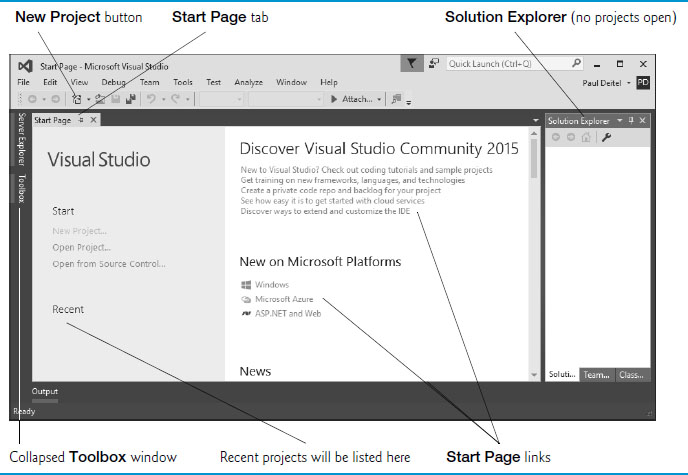 New Project button
Start Page tab
Solution Explorer (no projects open)
Start Page - Microsoft Visual Studio
Quick Launch (Ctrl+Q)
File Edit View Debug Team Tools Test Analyze Window Help
Paul Deitel PD
Attach...
Server Explorer
Toolbox
Start Page
Solution Explorer
Visual Studio
Start
New Project...
Open Project...
Open from Source Control...
Recent
Discover Visual Studio Community 2015
New to Visual Studio? Check out coding tutorials and sample projects
Get training on new frameworks, languages, and technologies
Create a private code repo and backlog for your project
See how easy it is to get started with cloud services
Discover ways to extend and customize the IDE
New on Microsoft Platforms
Windows
Microsoft Azure
ASP.NET and Web
News
Soluti... Team... Class...
Output
Ready
Collapsed Toolbox window
Recent projects will be listed here
Start Page links